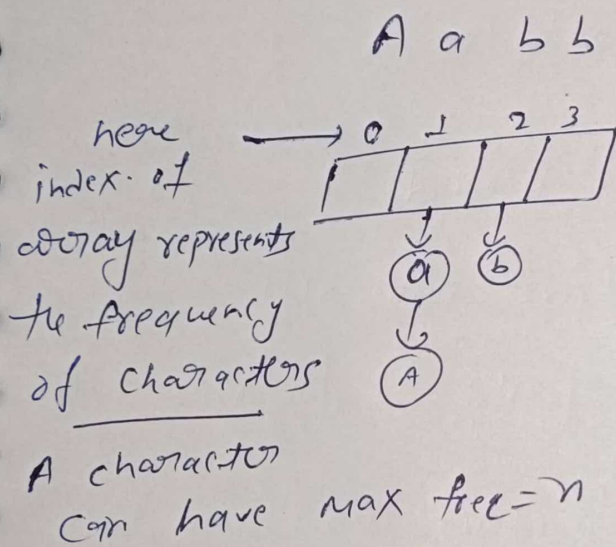 A a b b
here → 0 1 2 3
index of
array represents
the frequency
of characters
a b
A
A character
can have max freq = n